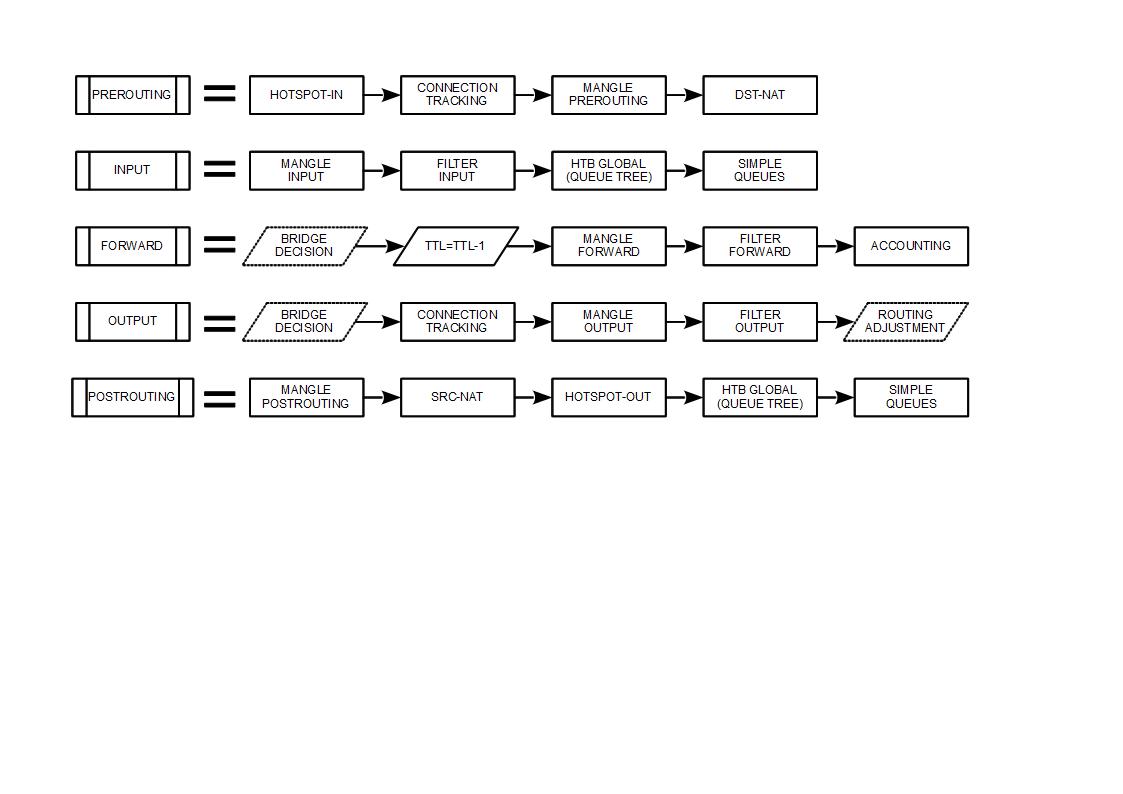 PREROUTING
HOTSPOT-IN
CONNECTION
TRACKING
MANGLE
PREROUTING
DST-NAT
INPUT
MANGLE
INPUT
FILTER
INPUT
HTB GLOBAL
(QUEUE TREE)
SIMPLE
QUEUES
FORWARD
BRIDGE
DECISION
TTL=TTL-1
MANGLE
FORWARD
FILTER
FORWARD
ACCOUNTING
OUTPUT
BRIDGE
DECISION
CONNECTION
TRACKING
MANGLE
OUTPUT
FILTER
OUTPUT
ROUTING
ADJUSTMENT
POSTROUTING
MANGLE
POSTROUTING
SRC-NAT
HOTSPOT-OUT
HTB GLOBAL
(QUEUE TREE)
SIMPLE
QUEUES